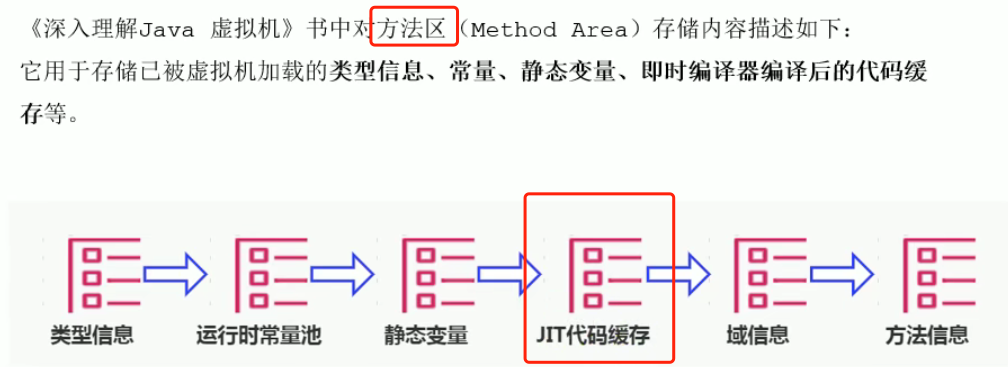 《深入理解Java 虚拟机》书中对方法区（Method Area）存储内容描述如下：
它用于存储已被虚拟机加载的类型信息、常量、静态变量、即时编译器编译后的代码缓
存等。
类型信息 运行时常量池 静态变量 JIT代码缓存 域信息 方法信息